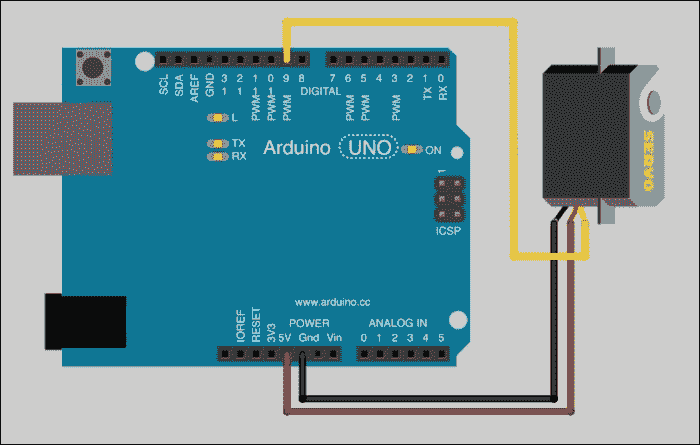 SCL
SDA
AREF
GND
13
12
PWM 11
PWM 10
PWM 9
8
7
PWM 6
PWM 5
4
PWM 3
2
TX 1
RX 0
DIGITAL
L
TX
RX
Arduino UNO
ON
1
ICSP
SERVO
www.arduino.cc
POWER
ANALOG IN
IOREF
RESET
3V3
5V
Gnd
Vin
0
1
2
3
4
5